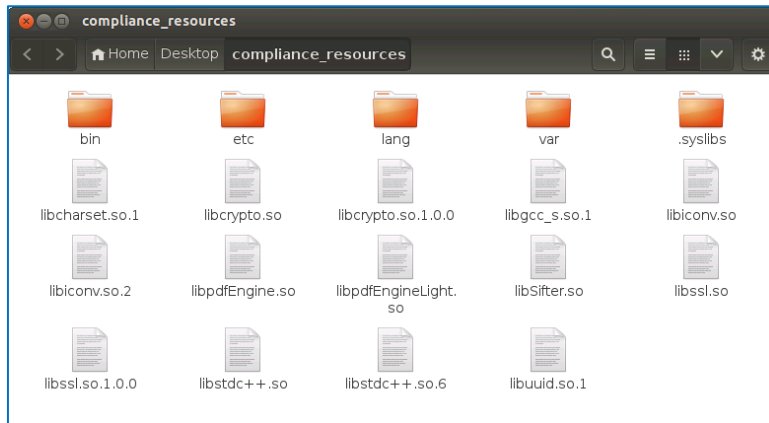 compliance_resources
Home Desktop compliance_resources
bin etc lang var .syslibs
libcharset.so.1 libcrypto.so libcrypto.so.1.0.0 libgcc_s.so.1 libiconv.so
libiconv.so.2 libpdfEngine.so libpdfEngineLight. libSifter.so libssl.so
so
libssl.so.1.0.0 libstdc++.so libstdc++.so.6 libuuid.so.1